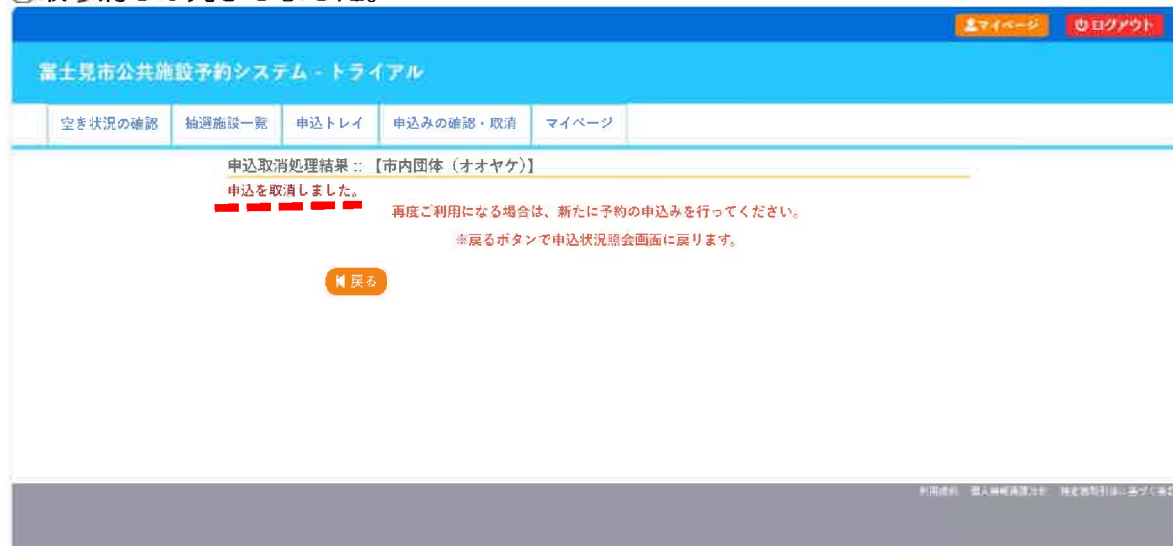 マイページ ログアウト
富士見市公共施設予約システム - トライアル
空き状況の確認 抽選施設一覧 申込トレイ 申込みの確認・取消 マイページ
申込取消処理結果 :: 【市内団体（オオヤケ）】
申込を取消しました。
再度ご利用になる場合は、新たに予約の申込みを行ってください。
※戻るボタンで申込状況照会画面に戻ります。
戻る